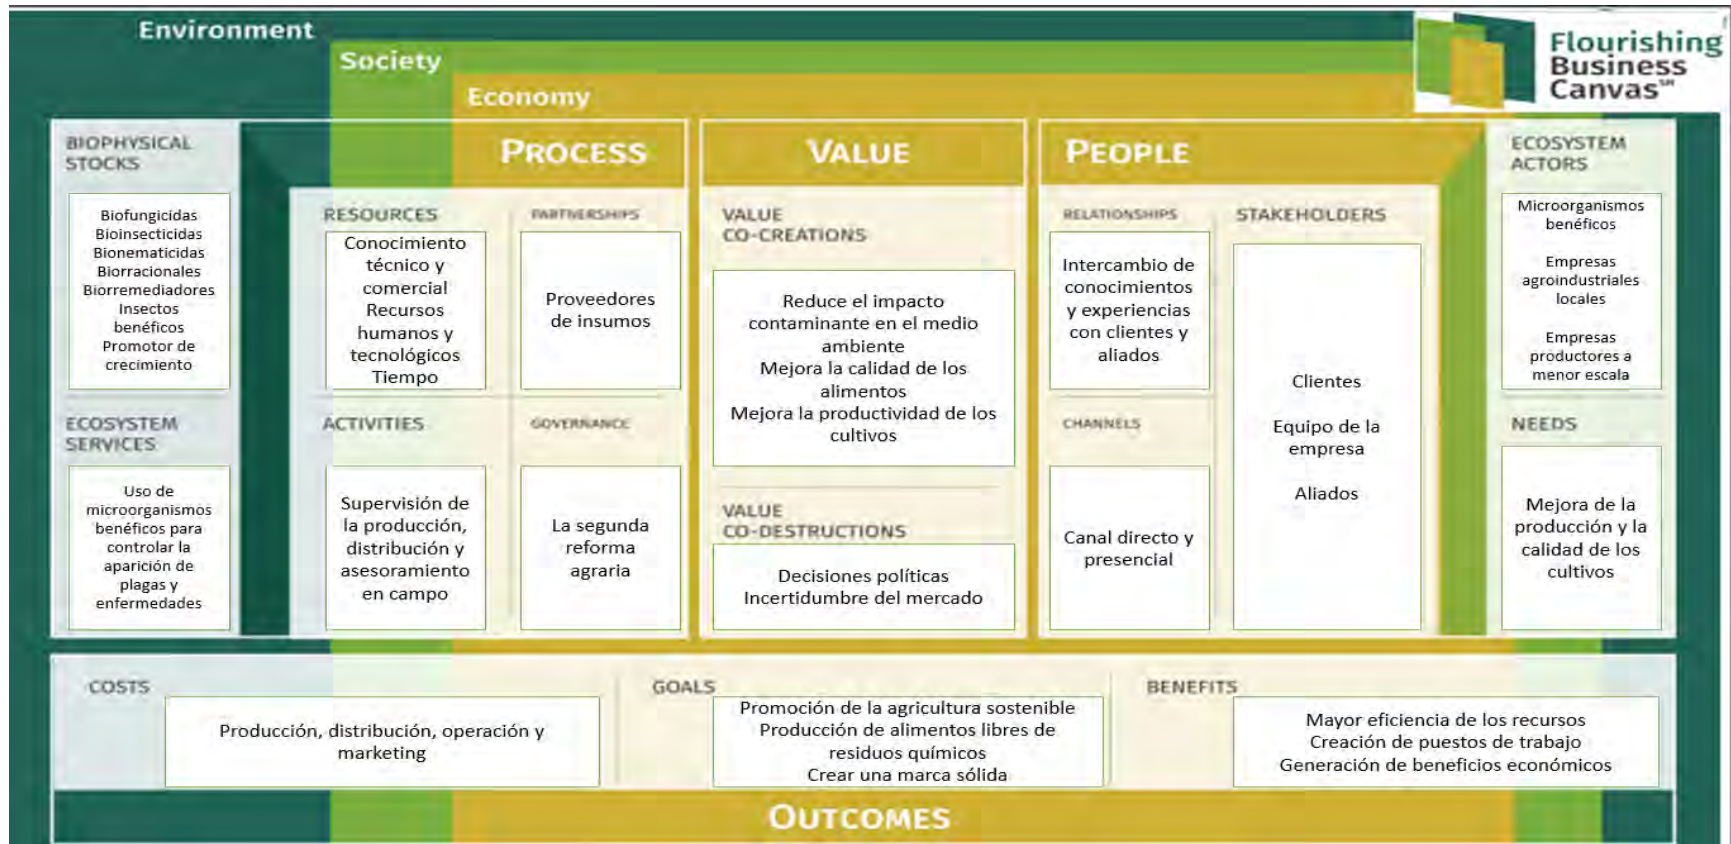 Environment
Society
Economy
Flourishing
Business
Canvas℠
BIOPHYSICAL
STOCKS
Biofungicidas
Bioinsecticidas
Bionematicidas
Biorracionales
Biorremediadores
Insectos
benéficos
Promotor de
crecimiento
ECOSYSTEM
SERVICES
Uso de
microorganismos
benéficos para
controlar la
aparición de
plagas y
enfermedades
PROCESS
RESOURCES
Conocimiento
técnico y
comercial
Recursos
humanos y
tecnológicos
Tiempo
PARTNERSHIPS
Proveedores
de insumos
ACTIVITIES
Supervisión de
la producción,
distribución y
asesoramiento
en campo
GOVERNANCE
La segunda
reforma
agraria
VALUE
VALUE
CO-CREATIONS
Reduce el impacto
contaminante en el medio
ambiente
Mejora la calidad de los
alimentos
Mejora la productividad de los
cultivos
VALUE
CO-DESTRUCTIONS
Decisiones políticas
Incertidumbre del mercado
PEOPLE
RELATIONSHIPS
Intercambio de
conocimientos
y experiencias
con clientes y
aliados
CHANNELS
Canal directo y
presencial
STAKEHOLDERS
Clientes
Equipo de la
empresa
Aliados
ECOSYSTEM
ACTORS
Microorganismos
benéficos
Empresas
agroindustriales
locales
Empresas
productores a
menor escala
NEEDS
Mejora de la
producción y la
calidad de los
cultivos
COSTS
Producción, distribución, operación y
marketing
GOALS
Promoción de la agricultura sostenible
Producción de alimentos libres de
residuos químicos
Crear una marca sólida
BENEFITS
Mayor eficiencia de los recursos
Creación de puestos de trabajo
Generación de beneficios económicos
OUTCOMES